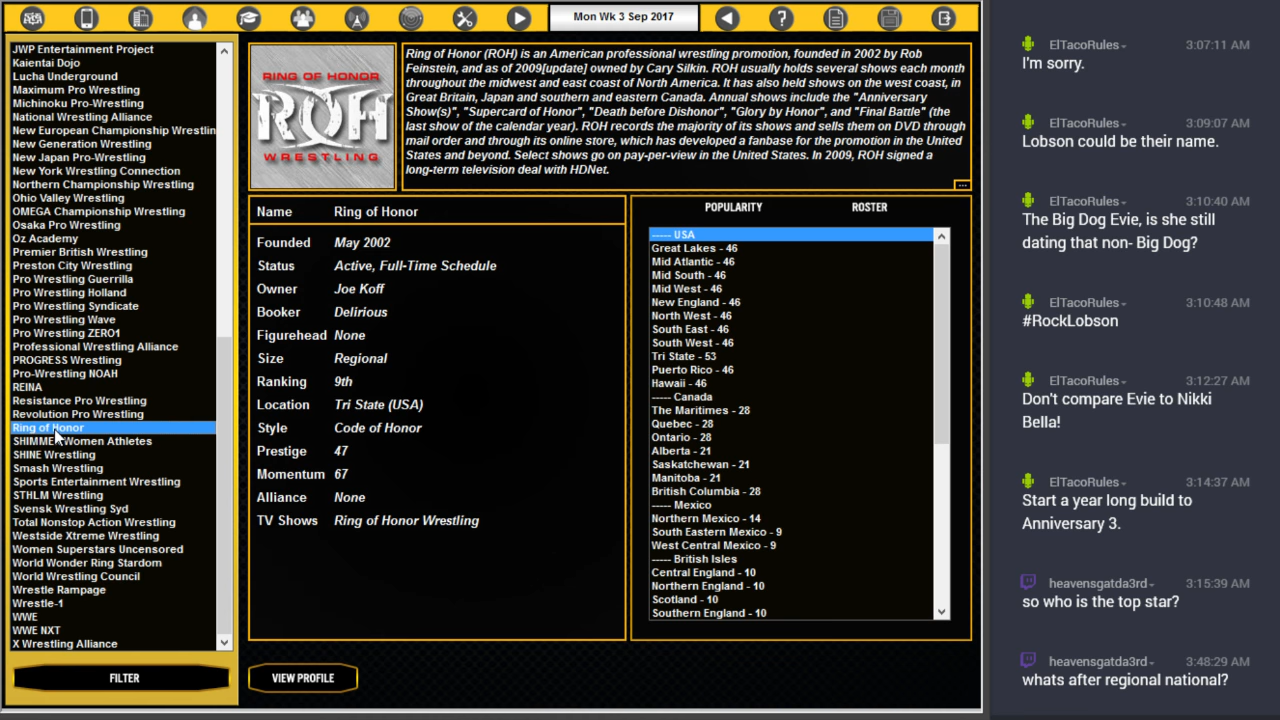 Mon Wk 3 Sep 2017
JWP Entertainment Project
Kaientai Dojo
Lucha Underground
Maximum Pro Wrestling
Michinoku Pro-Wrestling
National Wrestling Alliance
New European Championship Wrestlin
New Generation Wrestling
New Japan Pro-Wrestling
New York Wrestling Connection
Northern Championship Wrestling
Ohio Valley Wrestling
OMEGA Championship Wrestling
Osaka Pro Wrestling
Oz Academy
Premier British Wrestling
Preston City Wrestling
Pro Wrestling Guerrilla
Pro Wrestling Holland
Pro Wrestling Syndicate
Pro Wrestling Wave
Pro Wrestling ZERO1
Professional Wrestling Alliance
PROGRESS Wrestling
Pro-Wrestling NOAH
REINA
Resistance Pro Wrestling
Revolution Pro Wrestling
Ring of Honor
SHIMMER Women Athletes
SHINE Wrestling
Smash Wrestling
Sports Entertainment Wrestling
STHLM Wrestling
Svensk Wrestling Syd
Total Nonstop Action Wrestling
Westside Xtreme Wrestling
Women Superstars Uncensored
World Wonder Ring Stardom
World Wrestling Council
Wrestle Rampage
Wrestle-1
WWE
WWE NXT
X Wrestling Alliance
FILTER
RING OF HONOR
ROH
WRESTLING
Ring of Honor (ROH) is an American professional wrestling promotion, founded in 2002 by Rob
Feinstein, and as of 2009[update] owned by Cary Silkin. ROH usually holds several shows each month
throughout the midwest and east coast of North America. It has also held shows on the west coast, in
Great Britain, Japan and southern and eastern Canada. Annual shows include the "Anniversary
Show(s)", "Supercard of Honor", "Death before Dishonor", "Glory by Honor", and "Final Battle" (the
last show of the calendar year). ROH records the majority of its shows and sells them on DVD through
mail order and through its online store, which has developed a fanbase for the promotion in the United
States and beyond. Select shows go on pay-per-view in the United States. In 2009, ROH signed a
long-term television deal with HDNet.
...
Name Ring of Honor
Founded May 2002
Status Active, Full-Time Schedule
Owner Joe Koff
Booker Delirious
Figurehead None
Size Regional
Ranking 9th
Location Tri State (USA)
Style Code of Honor
Prestige 47
Momentum 67
Alliance None
TV Shows Ring of Honor Wrestling
VIEW PROFILE
POPULARITY ROSTER
----- USA
Great Lakes - 46
Mid Atlantic - 46
Mid South - 46
Mid West - 46
New England - 46
North West - 46
South East - 46
South West - 46
Tri State - 53
Puerto Rico - 46
Hawaii - 46
----- Canada
The Maritimes - 28
Quebec - 28
Ontario - 28
Alberta - 21
Saskatchewan - 21
Manitoba - 21
British Columbia - 28
----- Mexico
Northern Mexico - 14
South Eastern Mexico - 9
West Central Mexico - 9
----- British Isles
Central England - 10
Northern England - 10
Scotland - 10
Southern England - 10
ElTacoRules 3:07:11 AM
I'm sorry.
ElTacoRules 3:09:07 AM
Lobson could be their name.
ElTacoRules 3:10:40 AM
The Big Dog Evie, is she still
dating that non- Big Dog?
ElTacoRules 3:10:48 AM
#RockLobson
ElTacoRules 3:12:27 AM
Don't compare Evie to Nikki
Bella!
ElTacoRules 3:14:37 AM
Start a year long build to
Anniversary 3.
heavensgatda3rd 3:15:39 AM
so who is the top star?
heavensgatda3rd 3:48:29 AM
whats after regional national?